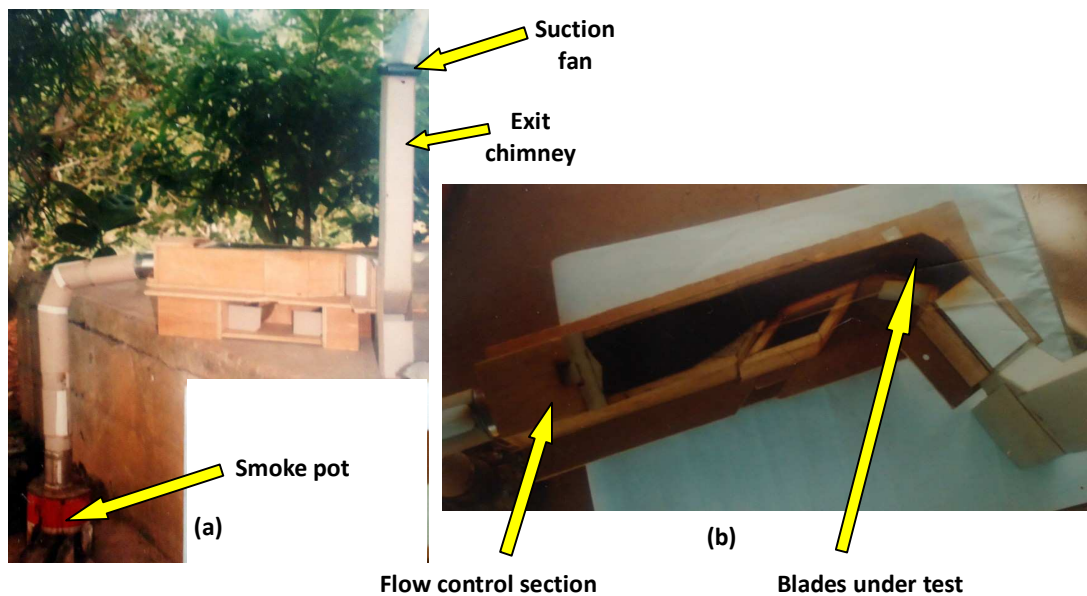 Suction
fan
Exit
chimney
Smoke pot
(a)
(b)
Flow control section
Blades under test